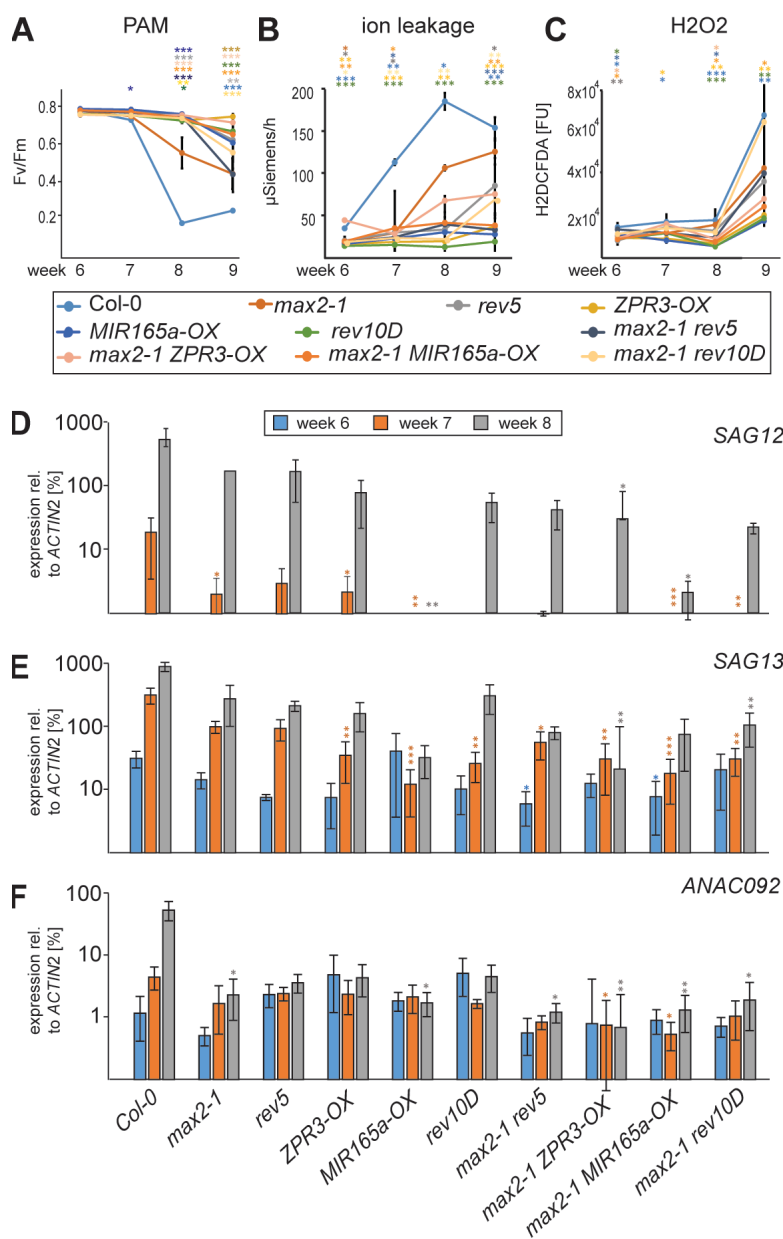 A PAM B ion leakage C H2O2
Fv/Fm
0.8
0.6
0.4
0.2
week 6 7 8 9
µSiemens/h
200
150
100
50
week 6 7 8 9
H2DCFDA [FU]
8x10⁴
6x10⁴
4x10⁴
2x10⁴
week 6 7 8 9
Col-0 max2-1 rev5 ZPR3-OX
MIR165a-OX rev10D max2-1 rev5
max2-1 ZPR3-OX max2-1 MIR165a-OX max2-1 rev10D
D week 6 week 7 week 8 SAG12
expression rel.
to ACTIN2 [%]
1000
100
10
E SAG13
expression rel.
to ACTIN2 [%]
1000
100
10
F ANAC092
expression rel.
to ACTIN2 [%]
100
10
1
Col-0
max2-1
rev5
ZPR3-OX
MIR165a-OX
rev10D
max2-1 rev5
max2-1 ZPR3-OX
max2-1 MIR165a-OX
max2-1 rev10D